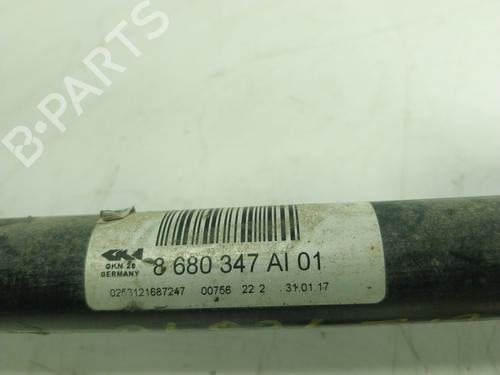 B-PARTS
GKN
GKN 26
GERMANY
8 680 347 AI 01
0253121687247 00756 22 2 31.01.17